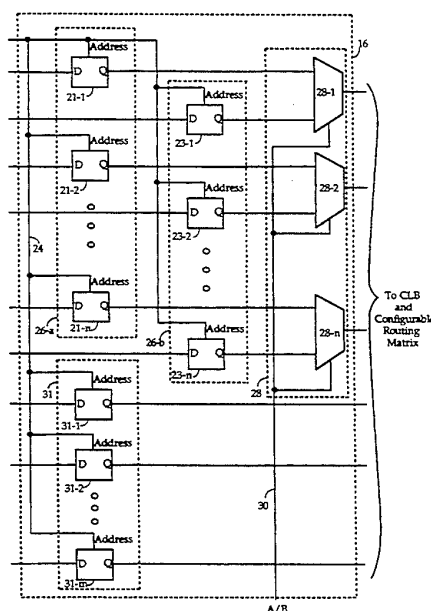 16
Address
D Q
21-1
28-1
Address
D Q
23-1
Address
D Q
21-2
28-2
Address
D Q
23-2
24
To CLB
and
Configurable
Routing
Matrix
Address
D Q
21-n
26-a
28-n
26-b
Address
D Q
23-n
28
31
Address
D Q
31-1
Address
D Q
31-2
30
Address
D Q
31-m
A/B